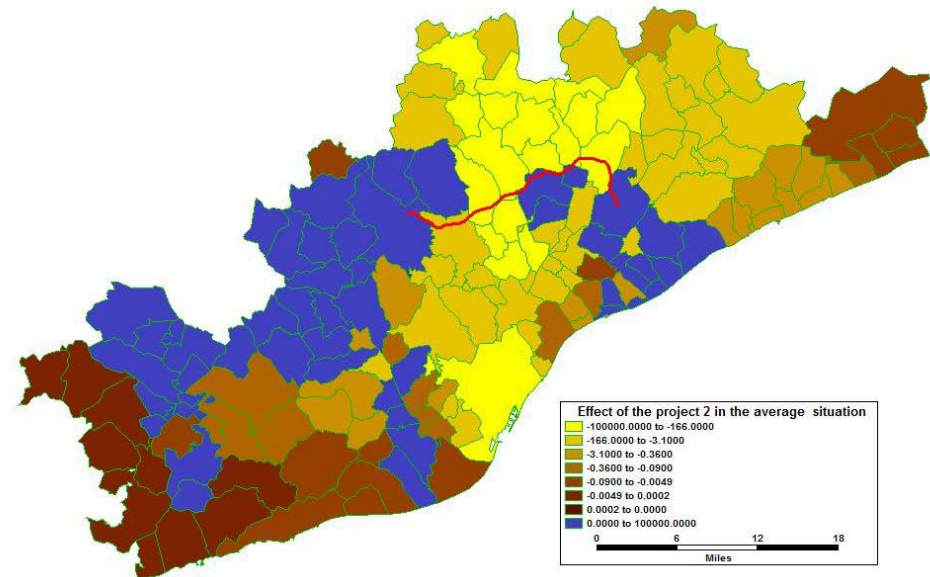 Effect of the project 2 in the average situation
-100000.0000 to -166.0000
-166.0000 to -3.1000
-3.1000 to -0.3600
-0.3600 to -0.0900
-0.0900 to -0.0049
-0.0049 to 0.0002
0.0002 to 0.0000
0.0000 to 100000.0000
0 6 12 18
Miles